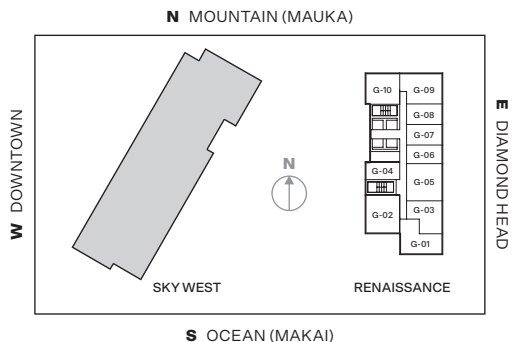 N MOUNTAIN (MAUKA)
W DOWNTOWN
E DIAMOND HEAD
G-10
G-09
G-08
G-07
G-06
G-04
G-05
G-02
G-03
G-01
N
SKY WEST
RENAISSANCE
S OCEAN (MAKAI)